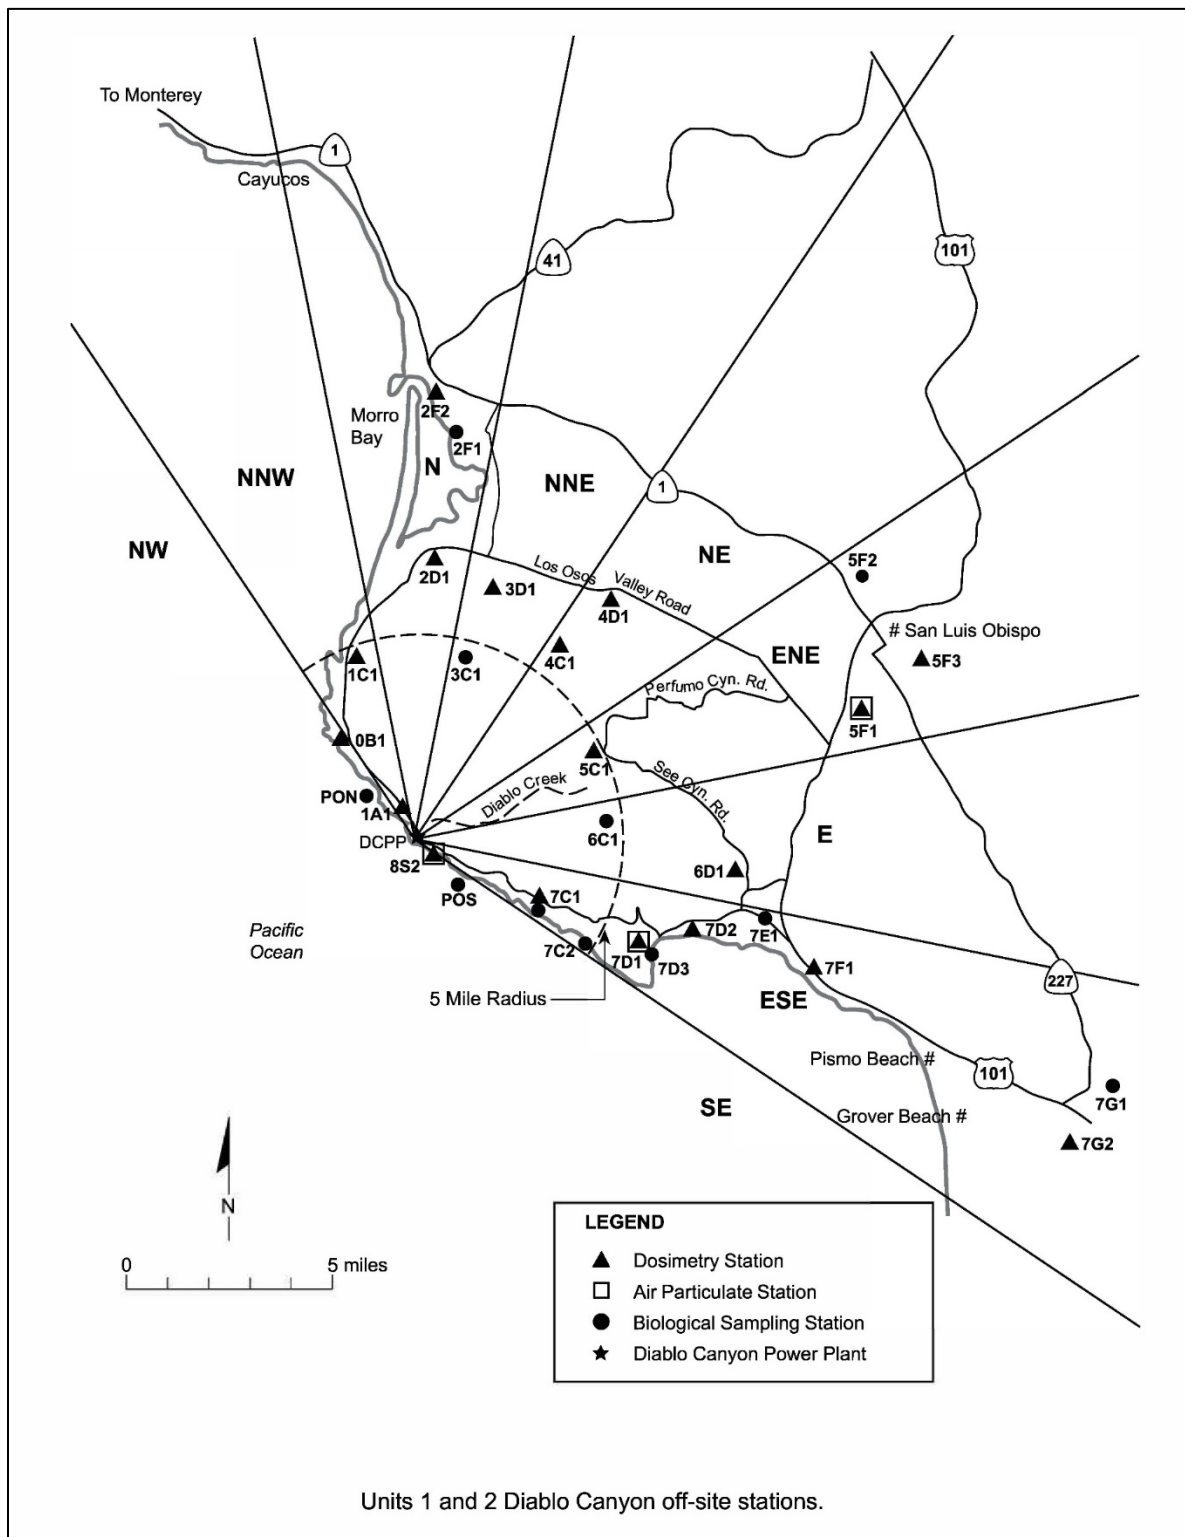 To Monterey
1
Cayucos
41
101
2F2
Morro
Bay
2F1
N
NNW
NNE
1
NW
NE
5F2
2D1
Los Osos Valley Road
3D1
4D1
# San Luis Obispo
ENE
5F3
1C1
3C1
4C1
Perfumo Cyn. Rd.
5F1
0B1
5C1
See Cyn. Rd.
Diablo Creek
PON
1A1
DCPP
6C1
E
8S2
6D1
POS
7C1
Pacific
Ocean
7C2
7D1
7D3
7D2
7E1
7F1
227
5 Mile Radius
ESE
Pismo Beach #
101
SE
Grover Beach #
7G1
7G2
N
0
5 miles
LEGEND
Dosimetry Station
Air Particulate Station
Biological Sampling Station
Diablo Canyon Power Plant
Units 1 and 2 Diablo Canyon off-site stations.